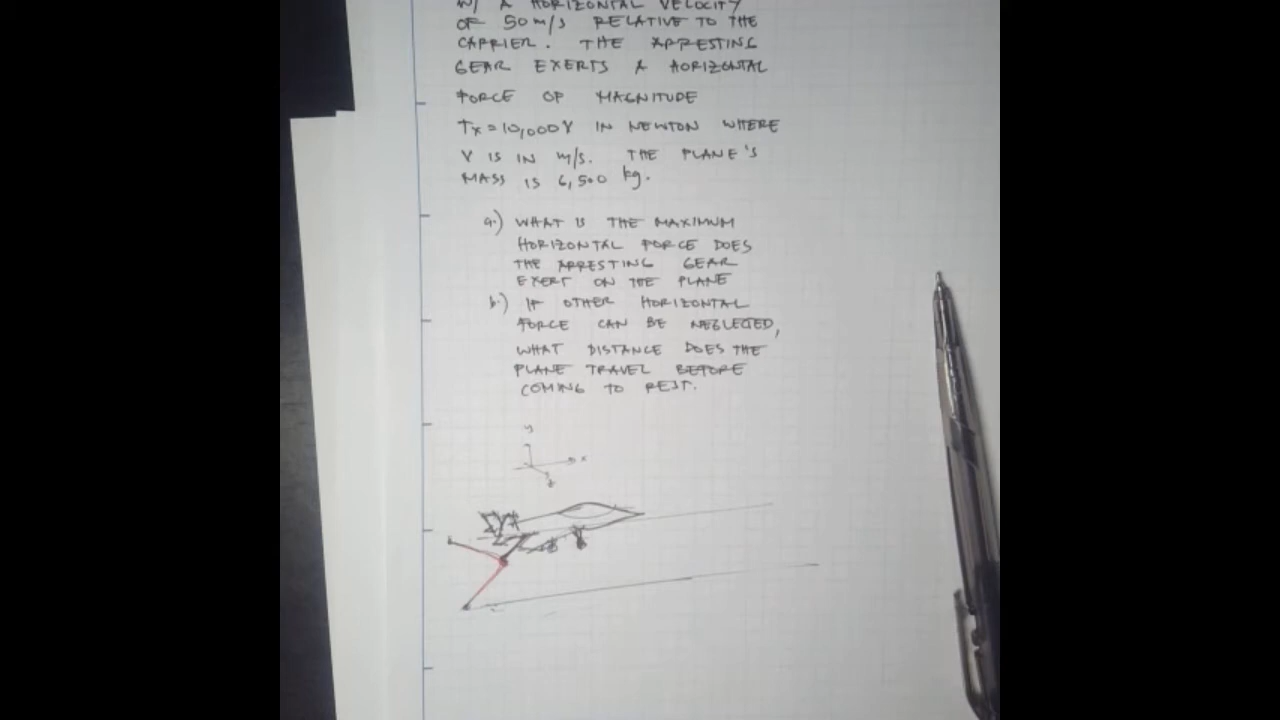 W/ A HORIZONTAL VELOCITY
OF 50 m/s RELATIVE TO THE
CARRIER. THE ARRESTING
GEAR EXERTS A HORIZONTAL
FORCE OF MAGNITUDE
Tx = 10,000V IN NEWTON WHERE
V IS IN m/s. THE PLANE'S
MASS IS 6,500 kg.
a.) WHAT IS THE MAXIMUM
HORIZONTAL FORCE DOES
THE ARRESTING GEAR
EXERT ON THE PLANE
b.) IF OTHER HORIZONTAL
FORCE CAN BE NEGLECTED,
WHAT DISTANCE DOES THE
PLANE TRAVEL BEFORE
COMING TO REST.
y
x
z